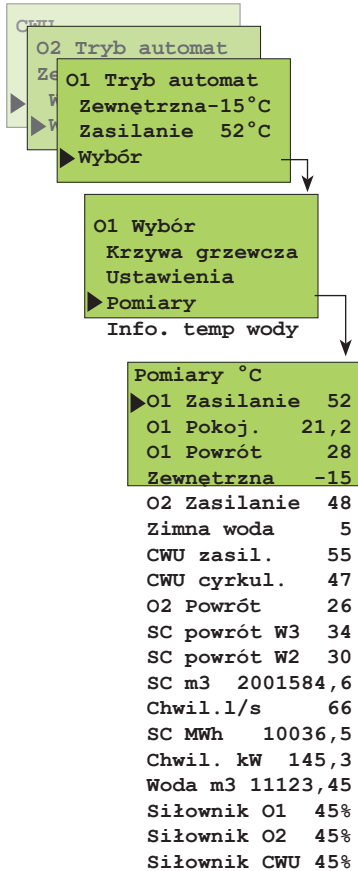 CWU
O2 Tryb automat
Ze
W
W
O1 Tryb automat
Zewnętrzna-15°C
Zasilanie 52°C
Wybór
O1 Wybór
Krzywa grzewcza
Ustawienia
Pomiary
Info. temp wody
Pomiary °C
O1 Zasilanie 52
O1 Pokoj. 21,2
O1 Powrót 28
Zewnętrzna -15
O2 Zasilanie 48
Zimna woda 5
CWU zasil. 55
CWU cyrkul. 47
O2 Powrót 26
SC powrót W3 34
SC powrót W2 30
SC m3 2001584,6
Chwil.l/s 66
SC MWh 10036,5
Chwil. kW 145,3
Woda m3 11123,45
Siłownik O1 45%
Siłownik O2 45%
Siłownik CWU 45%